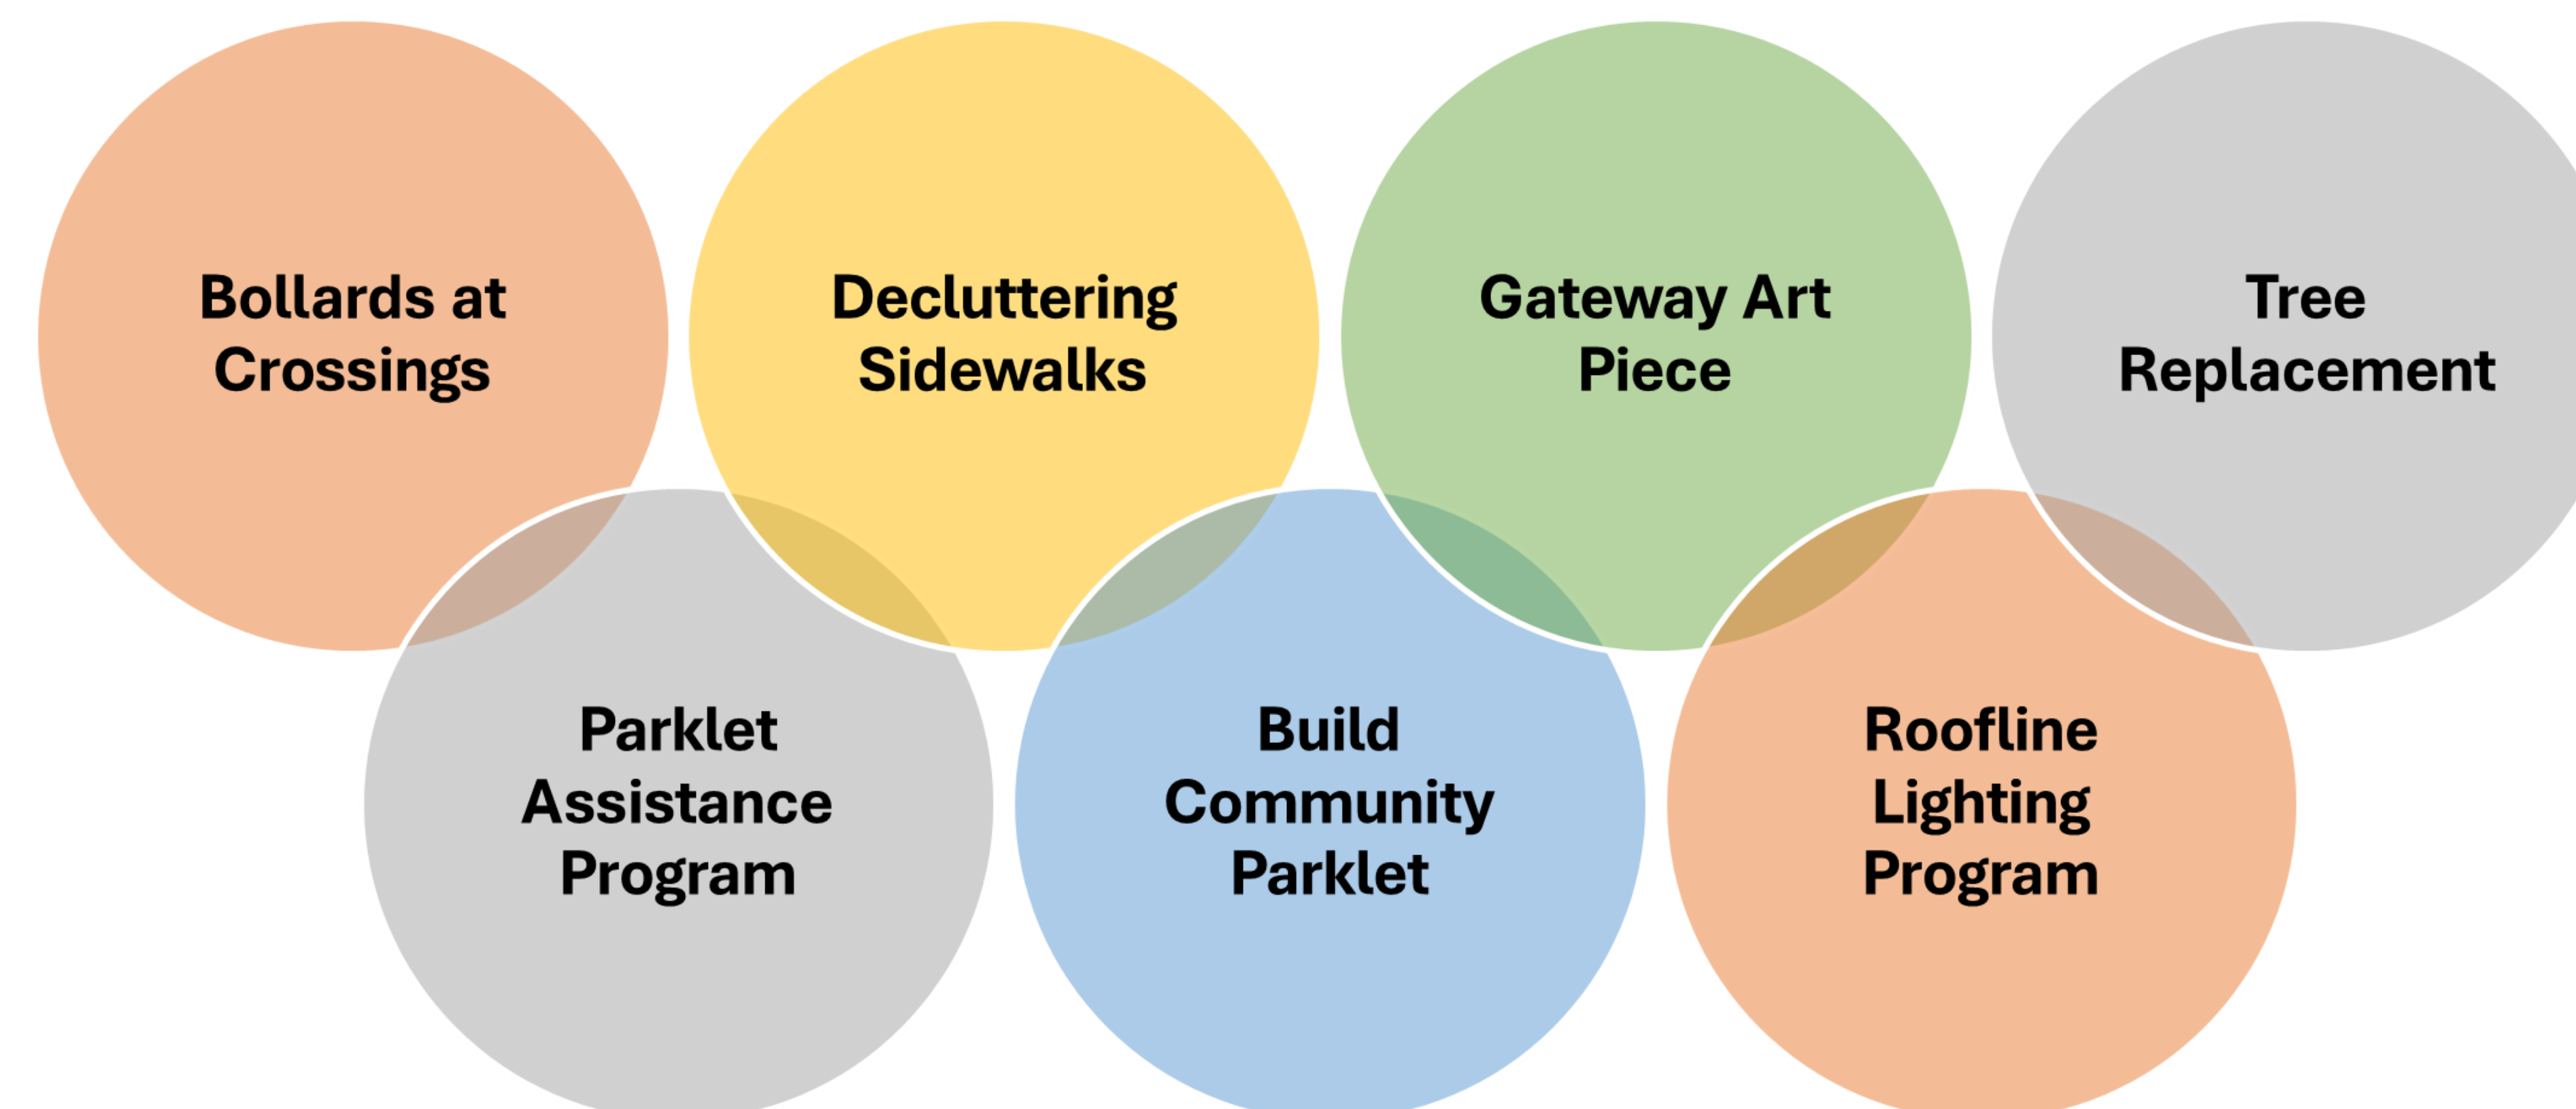 Bollards at
Crossings
Decluttering
Sidewalks
Gateway Art
Piece
Tree
Replacement
Parklet
Assistance
Program
Build
Community
Parklet
Roofline
Lighting
Program